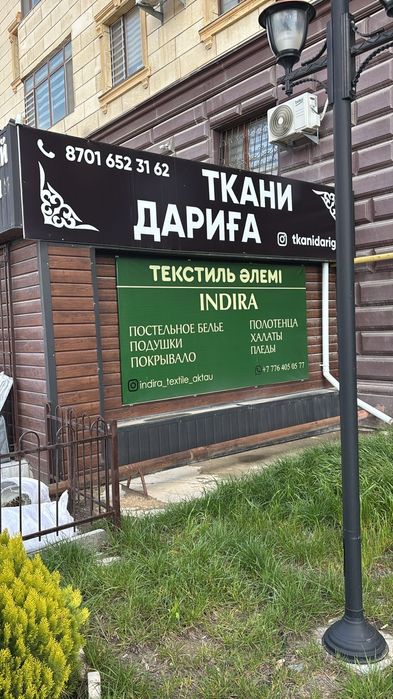 8701 652 31 62
ТКАНИ
ДАРИҒА
tkanidarig
ТЕКСТИЛЬ ӘЛЕМІ
INDIRA
ПОСТЕЛЬНОЕ БЕЛЬЕ
ПОДУШКИ
ПОКРЫВАЛО
ПОЛОТЕНЦА
ХАЛАТЫ
ПЛЕДЫ
indira_textile_aktau
+7 776 405 05 77